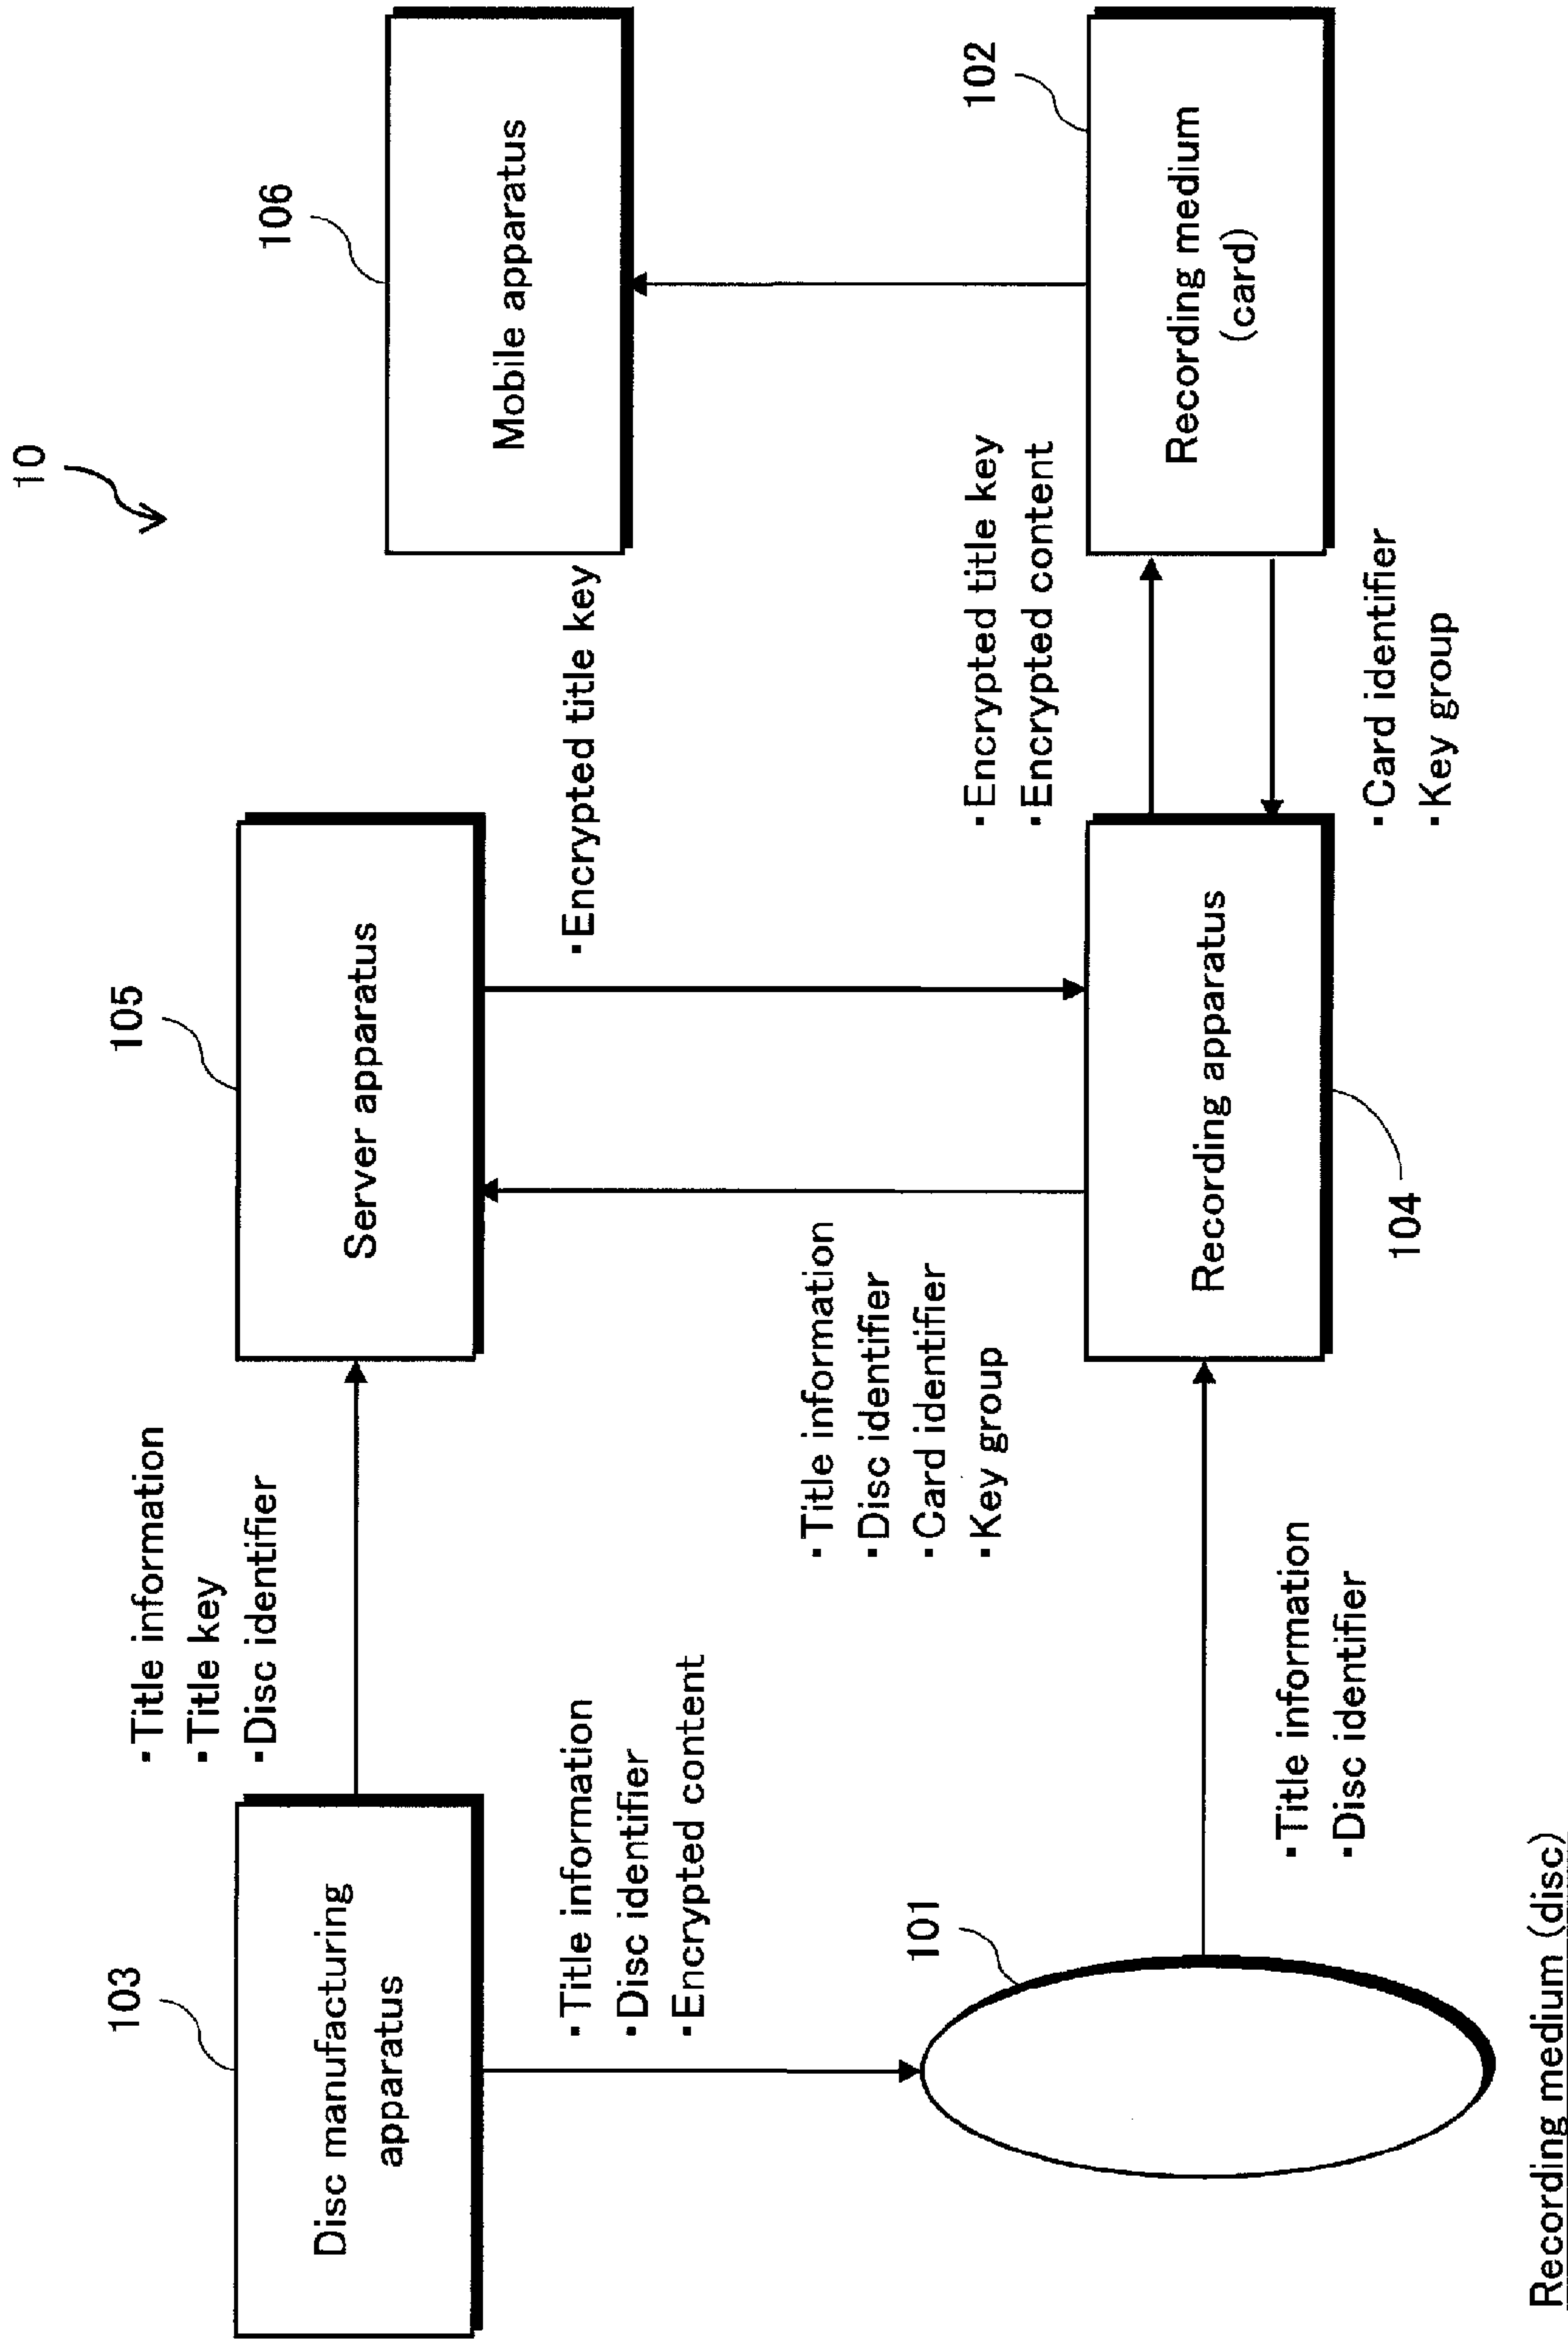 10
103
Disc manufacturing
apparatus
・Title information
・Title key
・Disc identifier
105
Server apparatus
106
Mobile apparatus
・Title information
・Disc identifier
・Encrypted content
・Encrypted title key
・Title information
・Disc identifier
・Card identifier
・Key group
・Encrypted title key
・Encrypted content
101
102
Recording apparatus
104
Recording medium
(card)
・Title information
・Disc identifier
・Card identifier
・Key group
Recording medium (disc)